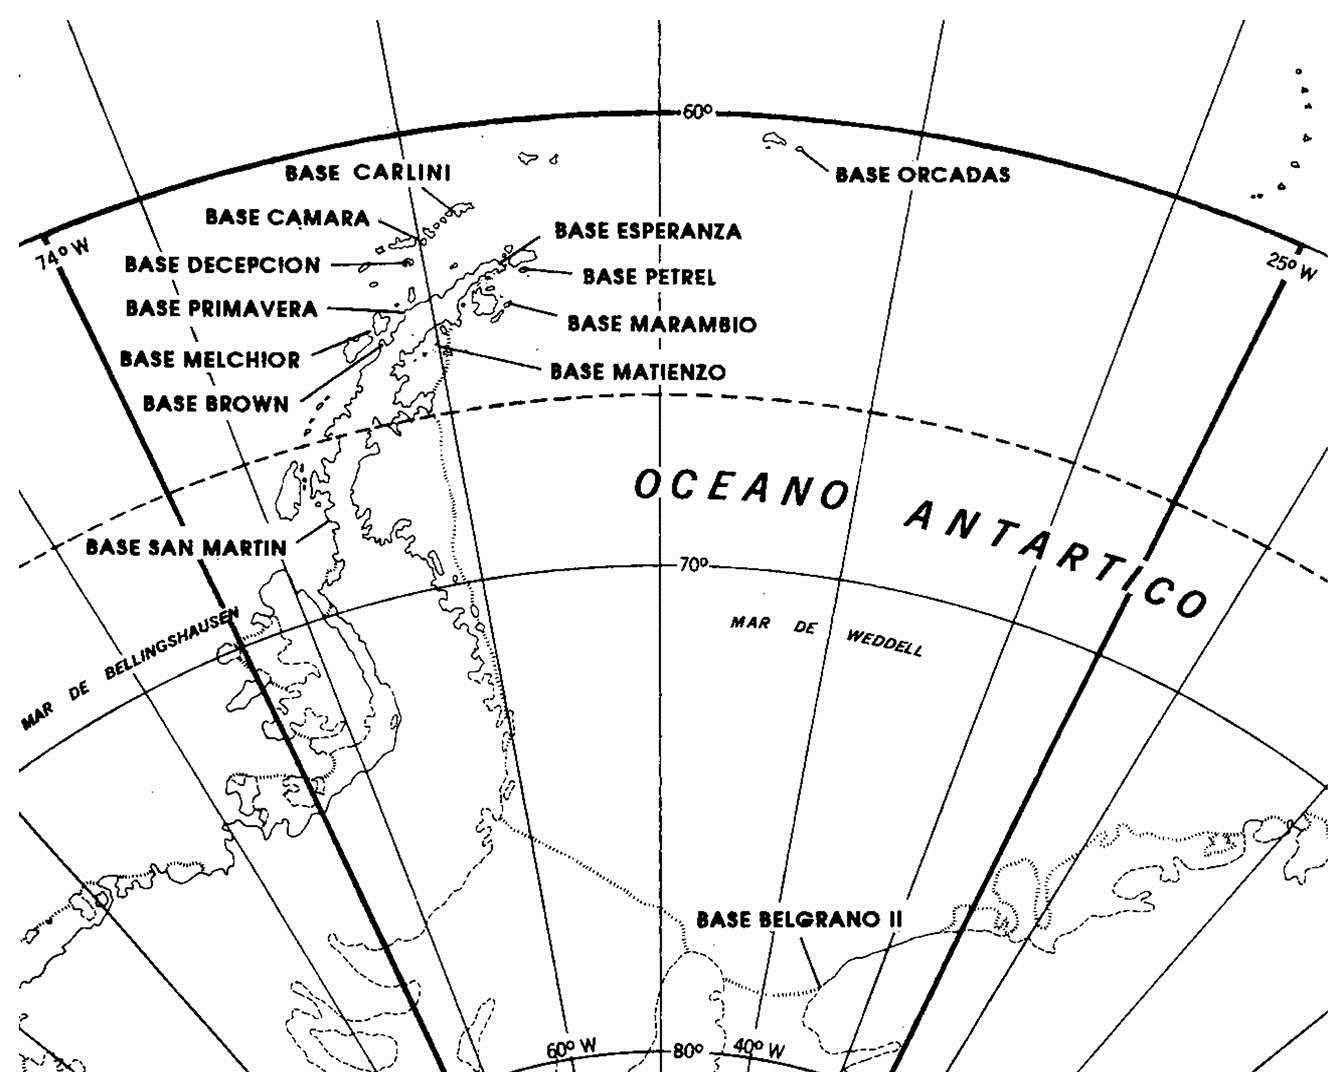 60º
BASE CARLINI
BASE ORCADAS
BASE CAMARA
BASE ESPERANZA
74º W
25º W
BASE DECEPCION
BASE PETREL
BASE PRIMAVERA
BASE MARAMBIO
BASE MELCHIOR
BASE MATIENZO
BASE BROWN
OCEANO ANTARTICO
BASE SAN MARTIN
70º
MAR DE BELLINGSHAUSEN
MAR DE WEDDELL
BASE BELGRANO II
60º W
80º
40º W